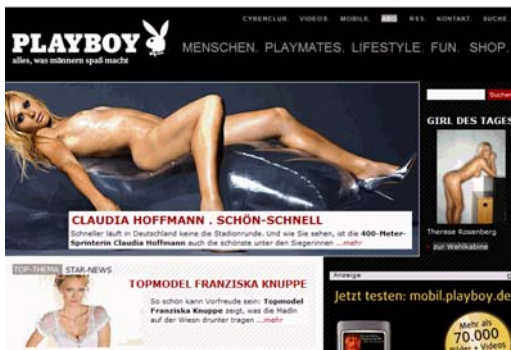 CYBERCLUB. VIDEOS. MOBILE. ABO RSS. KONTAKT. SUCHE.
PLAYBOY
alles, was männern spaß macht
MENSCHEN. PLAYMATES. LIFESTYLE. FUN. SHOP.
Suchen
GIRL DES TAGES
CLAUDIA HOFFMANN . SCHÖN-SCHNELL
Schneller läuft in Deutschland keine die Stadionrunde. Und wie Sie sehen, ist die 400-Meter-
Sprinterin Claudia Hoffmann auch die schönste unter den Siegerinnen ...mehr
Therese Rosenberg
zur Wahlkabine
TOP-THEMA STAR-NEWS
TOPMODEL FRANZISKA KNUPPE
So schön kann Vorfreude sein: Topmodel
Franziska Knuppe zeigt, was die Madln
auf der Wiesn drunter tragen ...mehr
Anzeige
Jetzt testen: mobil.playboy.de
Mehr als
70.000
+ Videos